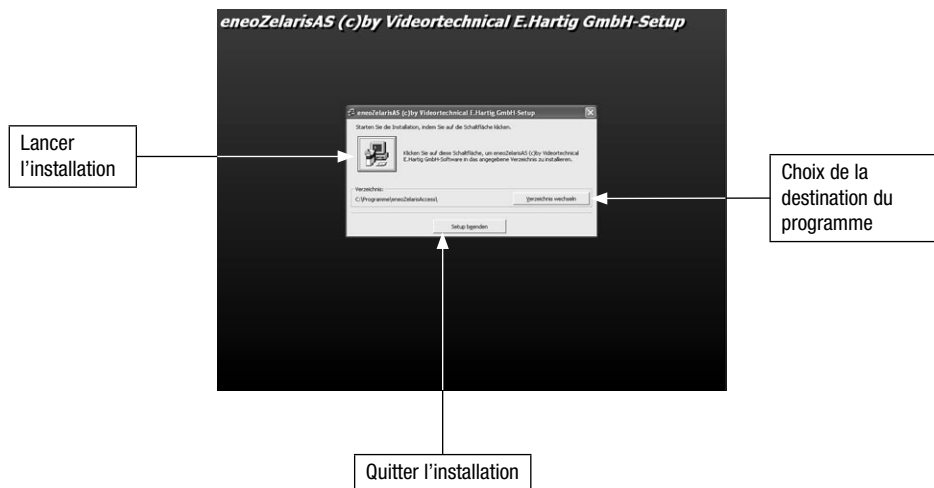 eneoZelarisAS (c)by Videortechnical E.Hartig GmbH-Setup
eneoZelarisAS (c)by Videortechnical E.Hartig GmbH-Setup
Starten Sie die Installation, indem Sie auf die Schaltfläche klicken.
Klicken Sie auf diese Schaltfläche, um eneoZelarisAS (c)by Videortechnical
E.Hartig GmbH-Software in das angegebene Verzeichnis zu installieren.
Lancer
l’installation
Verzeichnis:
C:\Programme\eneoZelarisAccess\
Verzeichnis wechseln
Choix de la
destination du
programme
Setup beenden
Quitter l’installation